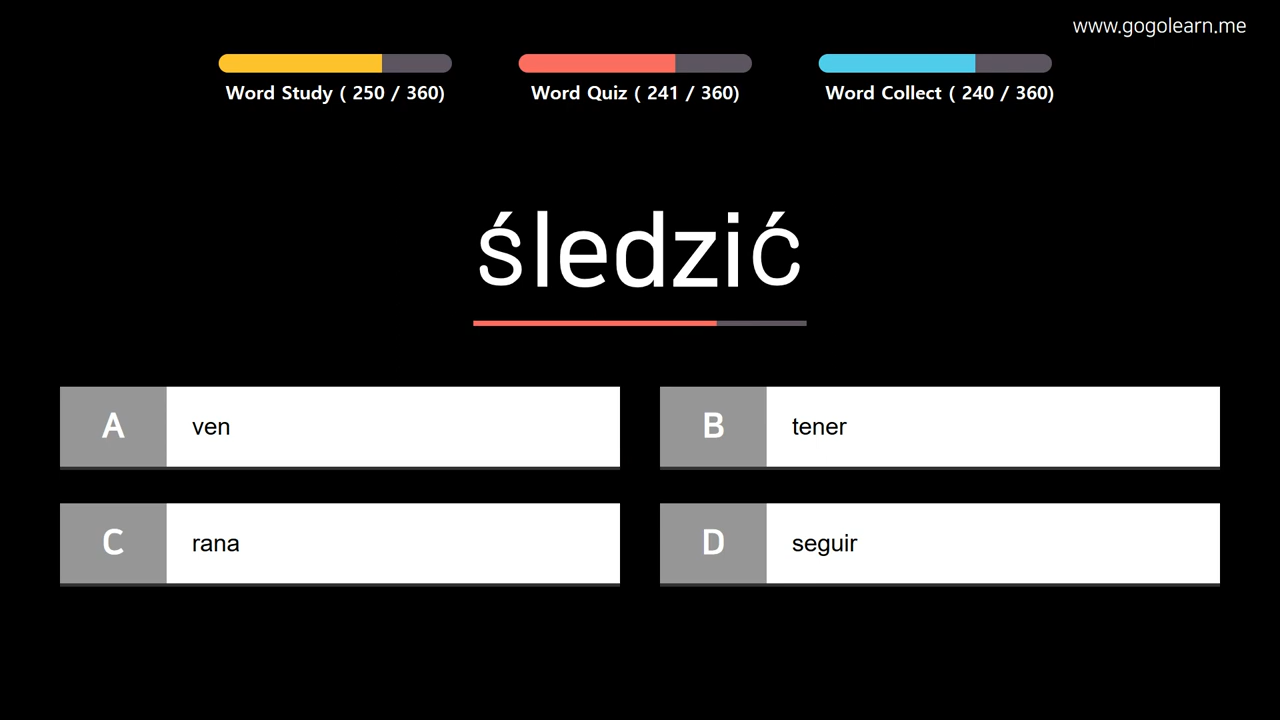 www.gogolearn.me
Word Study ( 250 / 360)
Word Quiz ( 241 / 360)
Word Collect ( 240 / 360)
śledzić
A ven
B tener
C rana
D seguir